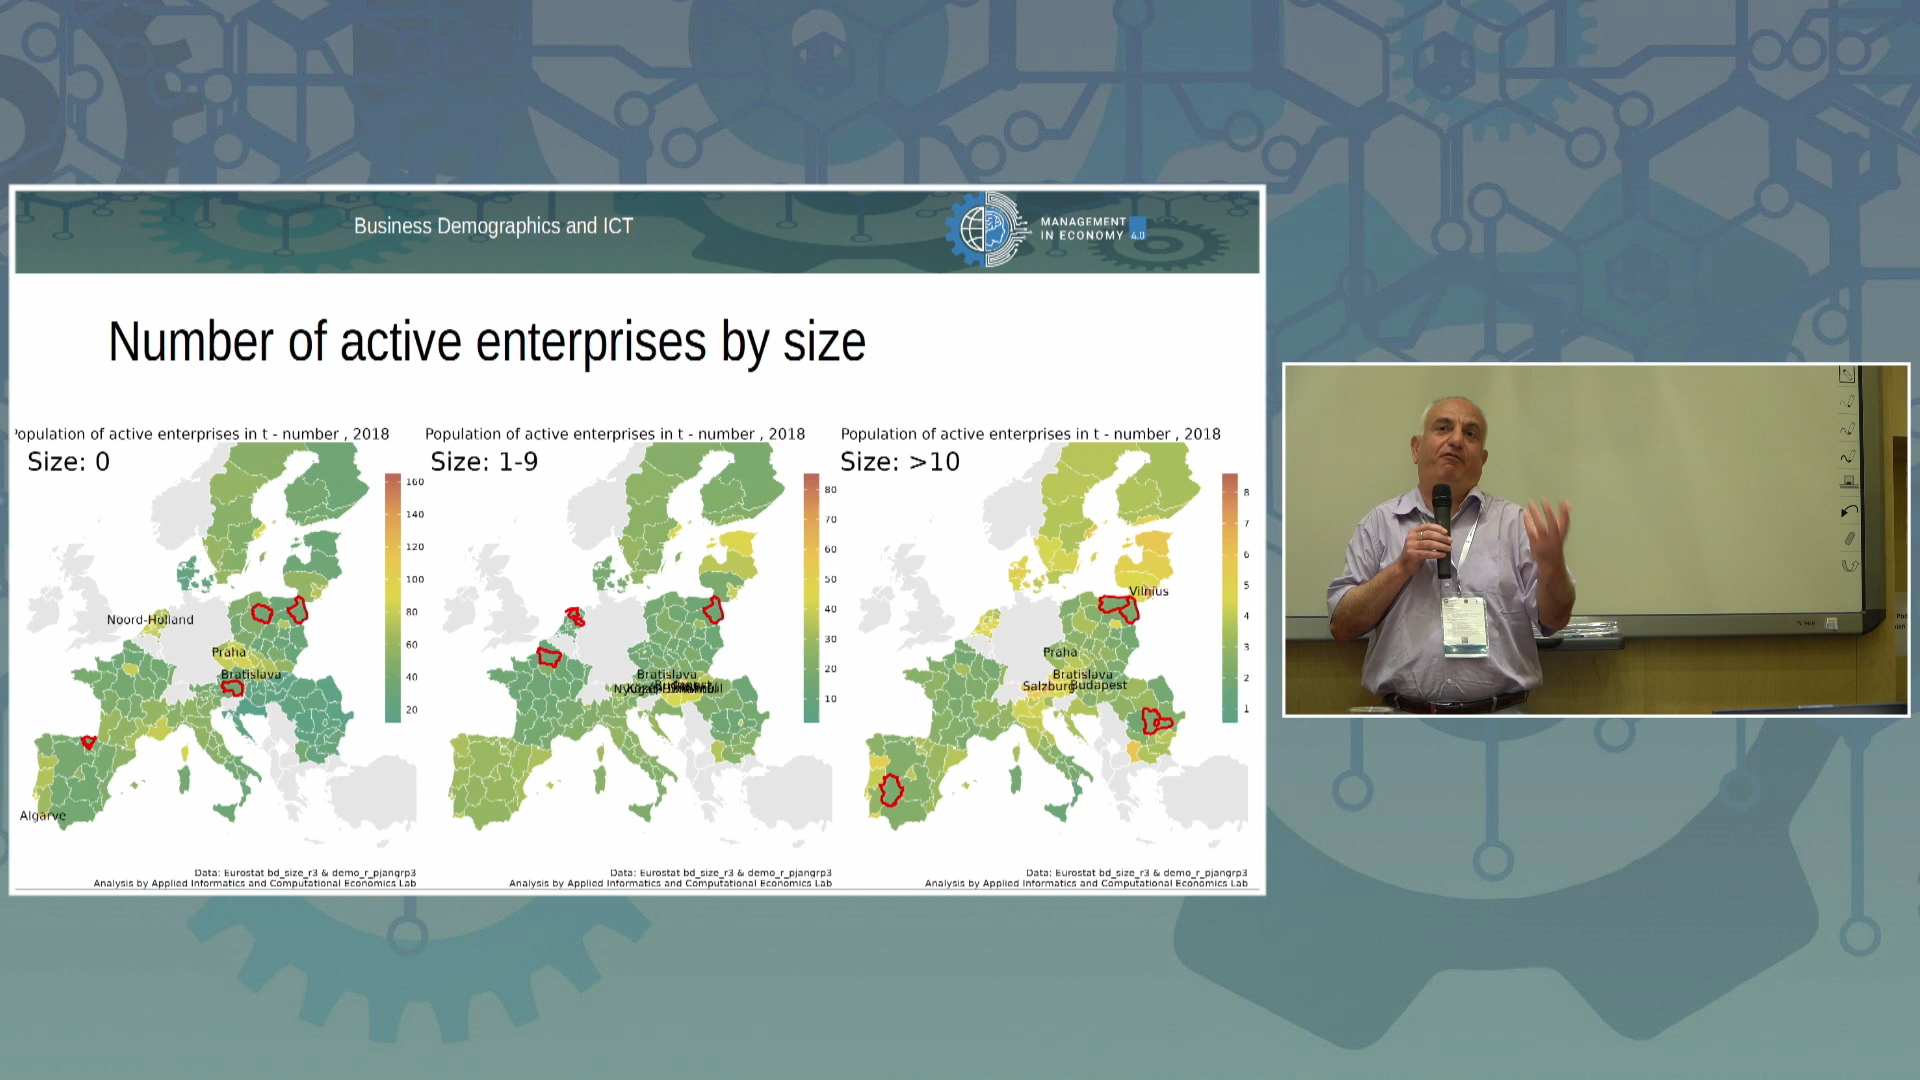 Business Demographics and ICT
MANAGEMENT
IN ECONOMY 4.0
Number of active enterprises by size
Population of active enterprises in t - number , 2018
Size: 0
160
140
120
100
80
60
40
20
Noord-Holland
Praha
Bratislava
Algarve
Data: Eurostat bd_size_r3 & demo_r_pjangrp3
Analysis by Applied Informatics and Computational Economics Lab
Population of active enterprises in t - number , 2018
Size: 1-9
80
70
60
50
40
30
20
10
Bratislava
Data: Eurostat bd_size_r3 & demo_r_pjangrp3
Analysis by Applied Informatics and Computational Economics Lab
Population of active enterprises in t - number , 2018
Size: >10
8
7
6
5
4
3
2
1
Vilnius
Praha
Bratislava
Salzburg
Budapest
Data: Eurostat bd_size_r3 & demo_r_pjangrp3
Analysis by Applied Informatics and Computational Economics Lab